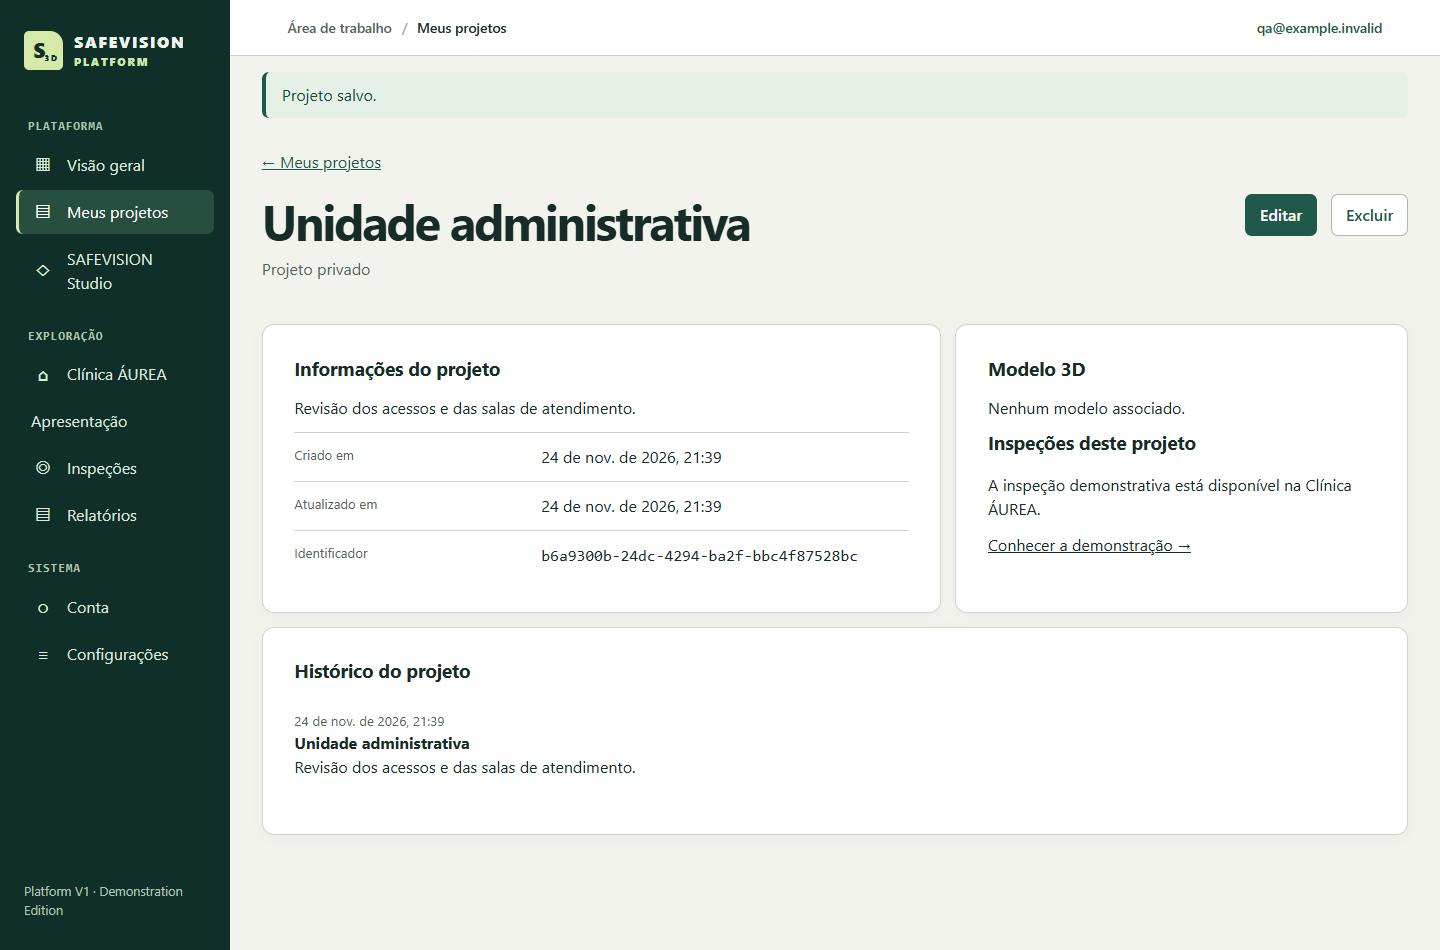 S3D
SAFEVISION
PLATFORM
PLATAFORMA
Visão geral
Meus projetos
SAFEVISION
Studio
EXPLORAÇÃO
Clínica ÁUREA
Apresentação
Inspeções
Relatórios
SISTEMA
Conta
Configurações
Platform V1 · Demonstration
Edition
Área de trabalho / Meus projetos
qa@example.invalid
Projeto salvo.
← Meus projetos
Unidade administrativa
Editar
Excluir
Projeto privado
Informações do projeto
Revisão dos acessos e das salas de atendimento.
Criado em 24 de nov. de 2026, 21:39
Atualizado em 24 de nov. de 2026, 21:39
Identificador b6a9300b-24dc-4294-ba2f-bbc4f87528bc
Modelo 3D
Nenhum modelo associado.
Inspeções deste projeto
A inspeção demonstrativa está disponível na Clínica
ÁUREA.
Conhecer a demonstração →
Histórico do projeto
24 de nov. de 2026, 21:39
Unidade administrativa
Revisão dos acessos e das salas de atendimento.